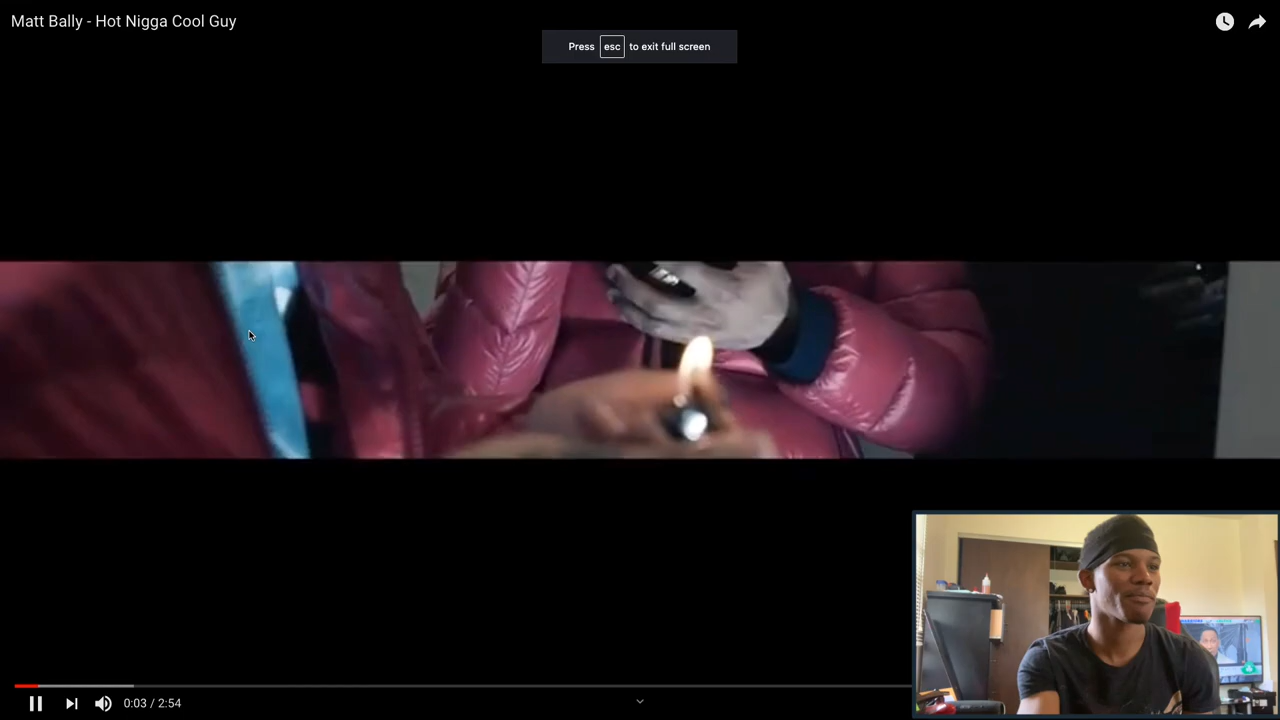 Matt Bally - Hot Nigga Cool Guy
Press esc to exit full screen
0:03 / 2:54